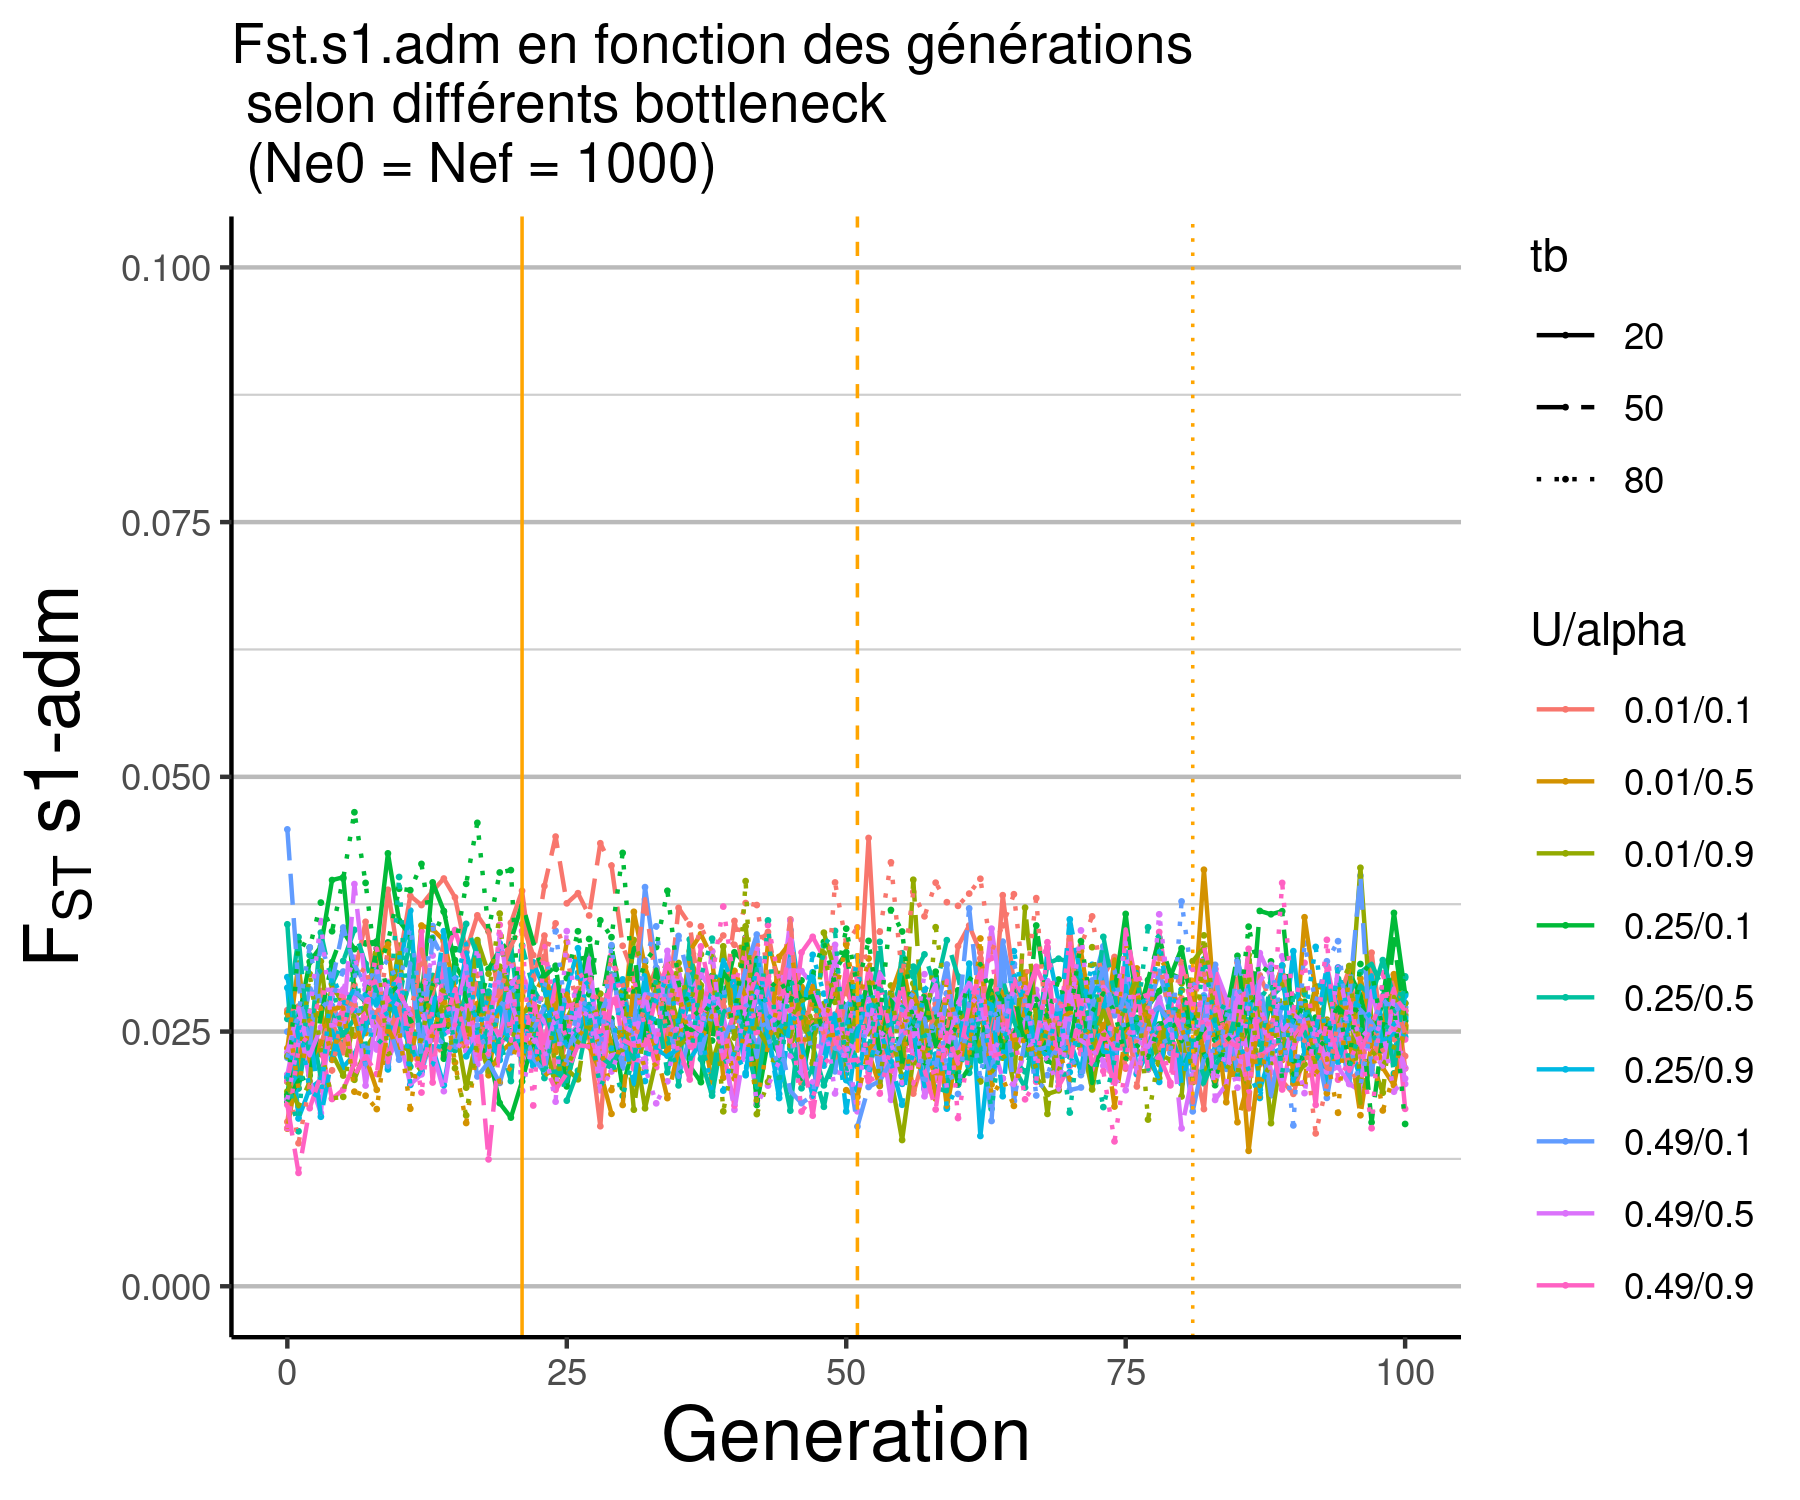 Fst.s1.adm en fonction des générations
selon différents bottleneck
(Ne0 = Nef = 1000)
FST s1-adm
0.100
0.075
0.050
0.025
0.000
0 25 50 75 100
Generation
tb
20
50
80
U/alpha
0.01/0.1
0.01/0.5
0.01/0.9
0.25/0.1
0.25/0.5
0.25/0.9
0.49/0.1
0.49/0.5
0.49/0.9